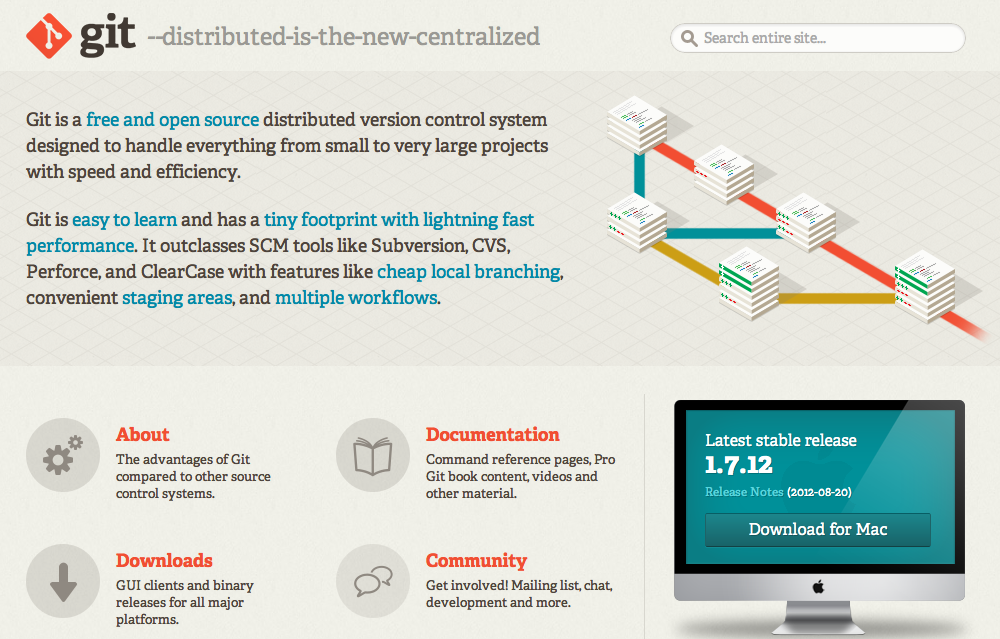 git --distributed-is-the-new-centralized
Search entire site...
Git is a free and open source distributed version control system
designed to handle everything from small to very large projects
with speed and efficiency.
Git is easy to learn and has a tiny footprint with lightning fast
performance. It outclasses SCM tools like Subversion, CVS,
Perforce, and ClearCase with features like cheap local branching,
convenient staging areas, and multiple workflows.
About
The advantages of Git
compared to other source
control systems.
Documentation
Command reference pages, Pro
Git book content, videos and
other material.
Downloads
GUI clients and binary
releases for all major
platforms.
Community
Get involved! Mailing list, chat,
development and more.
Latest stable release
1.7.12
Release Notes (2012-08-20)
Download for Mac